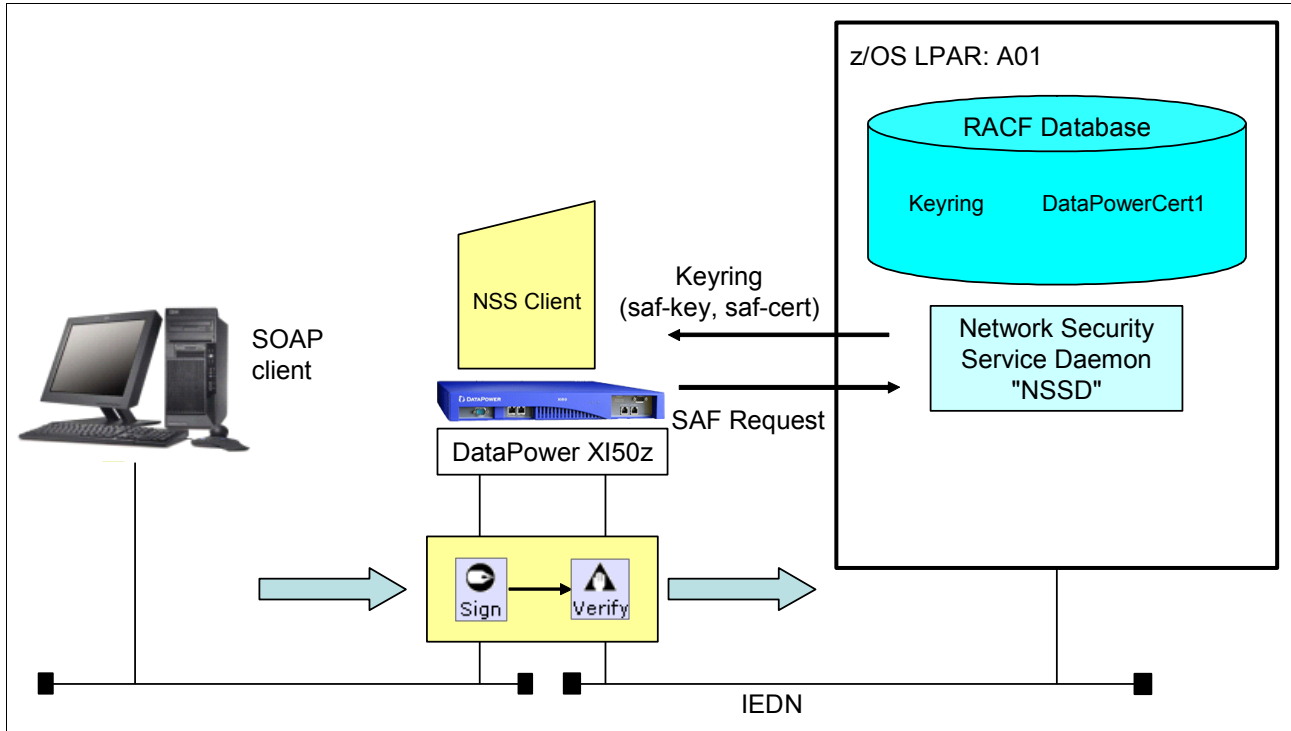 z/OS LPAR: A01
RACF Database
Keyring DataPowerCert1
NSS Client
Keyring
(saf-key, saf-cert)
Network Security
Service Daemon
"NSSD"
SOAP
client
DATAPOWER
SAF Request
DataPower XI50z
Sign
Verify
IEDN